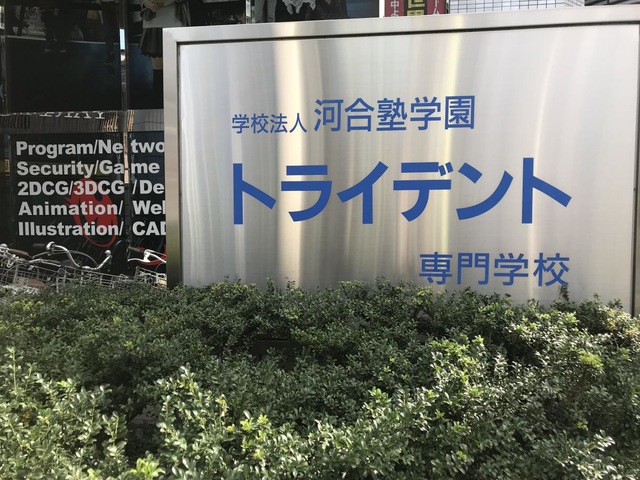 学校法人 河合塾学園
トライデント
専門学校
Program/Netwo
Security/Game
2DCG/3DCG /De
Animation/ Wel
Illustration/ CAD